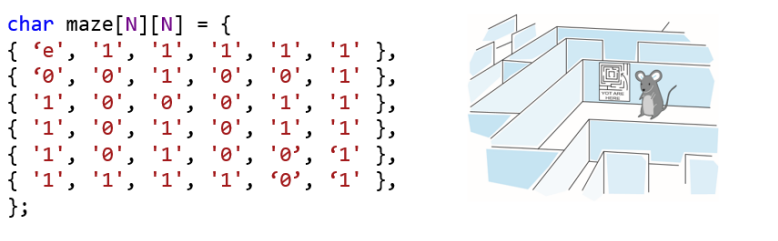 char maze[N][N] = {
{ ‘e', '1', '1', '1', '1', '1' },
{ ‘0', '0', '1', '0', '0', '1' },
{ '1', '0', '0', '0', '1', '1' },
{ '1', '0', '1', '0', '1', '1' },
{ '1', '0', '1', '0', '0’, ‘1' },
{ '1', '1', '1', '1', ‘0’, ‘1' },
};
YOU ARE
HERE